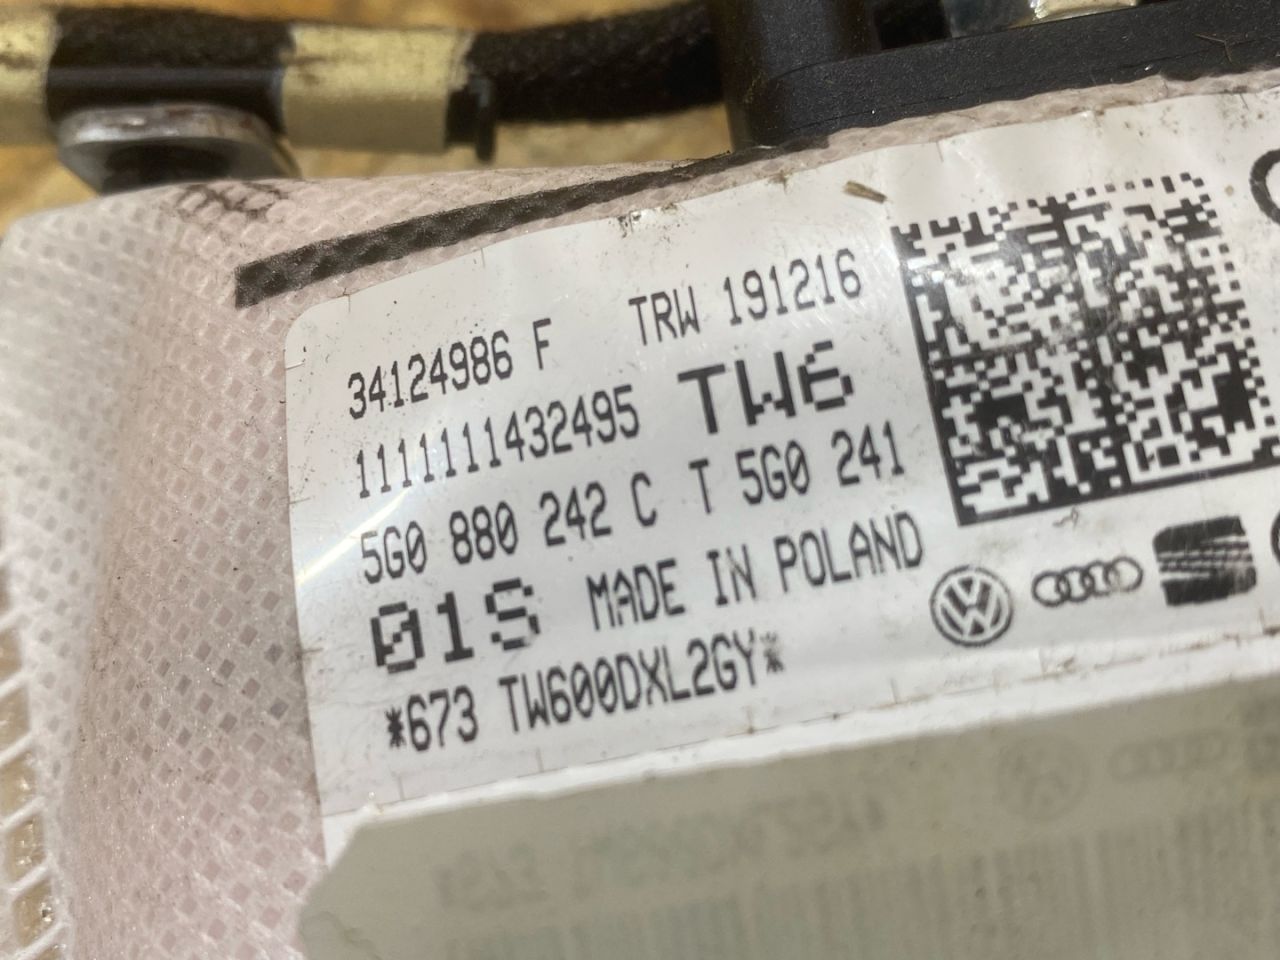 34124986 F TRW 191216
1111111432495 TW6
5G0 880 242 C T 5G0 241
01S MADE IN POLAND
*673 TW600DXL2GY*